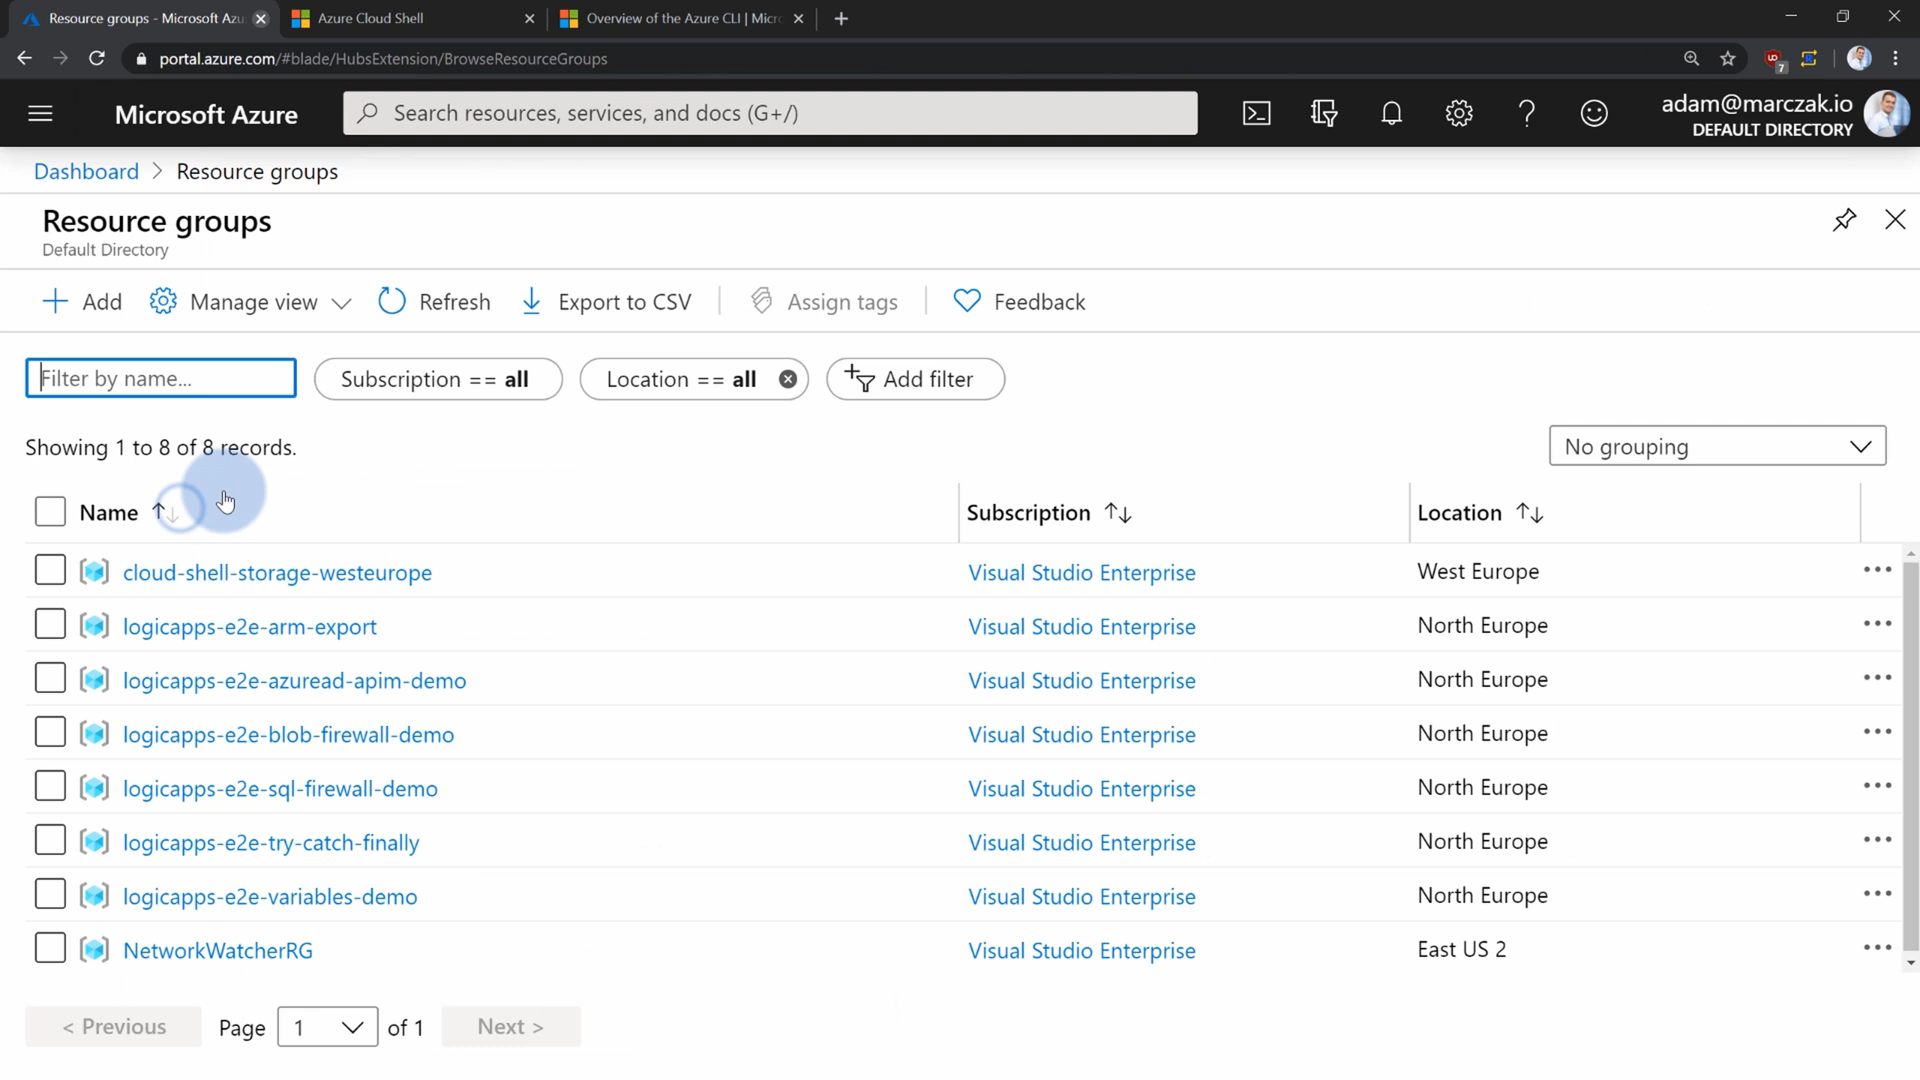 Resource groups - Microsoft Azu
Azure Cloud Shell
Overview of the Azure CLI | Micro
portal.azure.com/#blade/HubsExtension/BrowseResourceGroups
7
Microsoft Azure
Search resources, services, and docs (G+/)
adam@marczak.io
DEFAULT DIRECTORY
Dashboard > Resource groups
Resource groups
Default Directory
Add
Manage view
Refresh
Export to CSV
Assign tags
Feedback
Filter by name...
Subscription == all
Location == all
Add filter
Showing 1 to 8 of 8 records.
No grouping
Name ↑↓
Subscription ↑↓
Location ↑↓
cloud-shell-storage-westeurope Visual Studio Enterprise West Europe
logicapps-e2e-arm-export Visual Studio Enterprise North Europe
logicapps-e2e-azuread-apim-demo Visual Studio Enterprise North Europe
logicapps-e2e-blob-firewall-demo Visual Studio Enterprise North Europe
logicapps-e2e-sql-firewall-demo Visual Studio Enterprise North Europe
logicapps-e2e-try-catch-finally Visual Studio Enterprise North Europe
logicapps-e2e-variables-demo Visual Studio Enterprise North Europe
NetworkWatcherRG Visual Studio Enterprise East US 2
< Previous Page 1 of 1 Next >